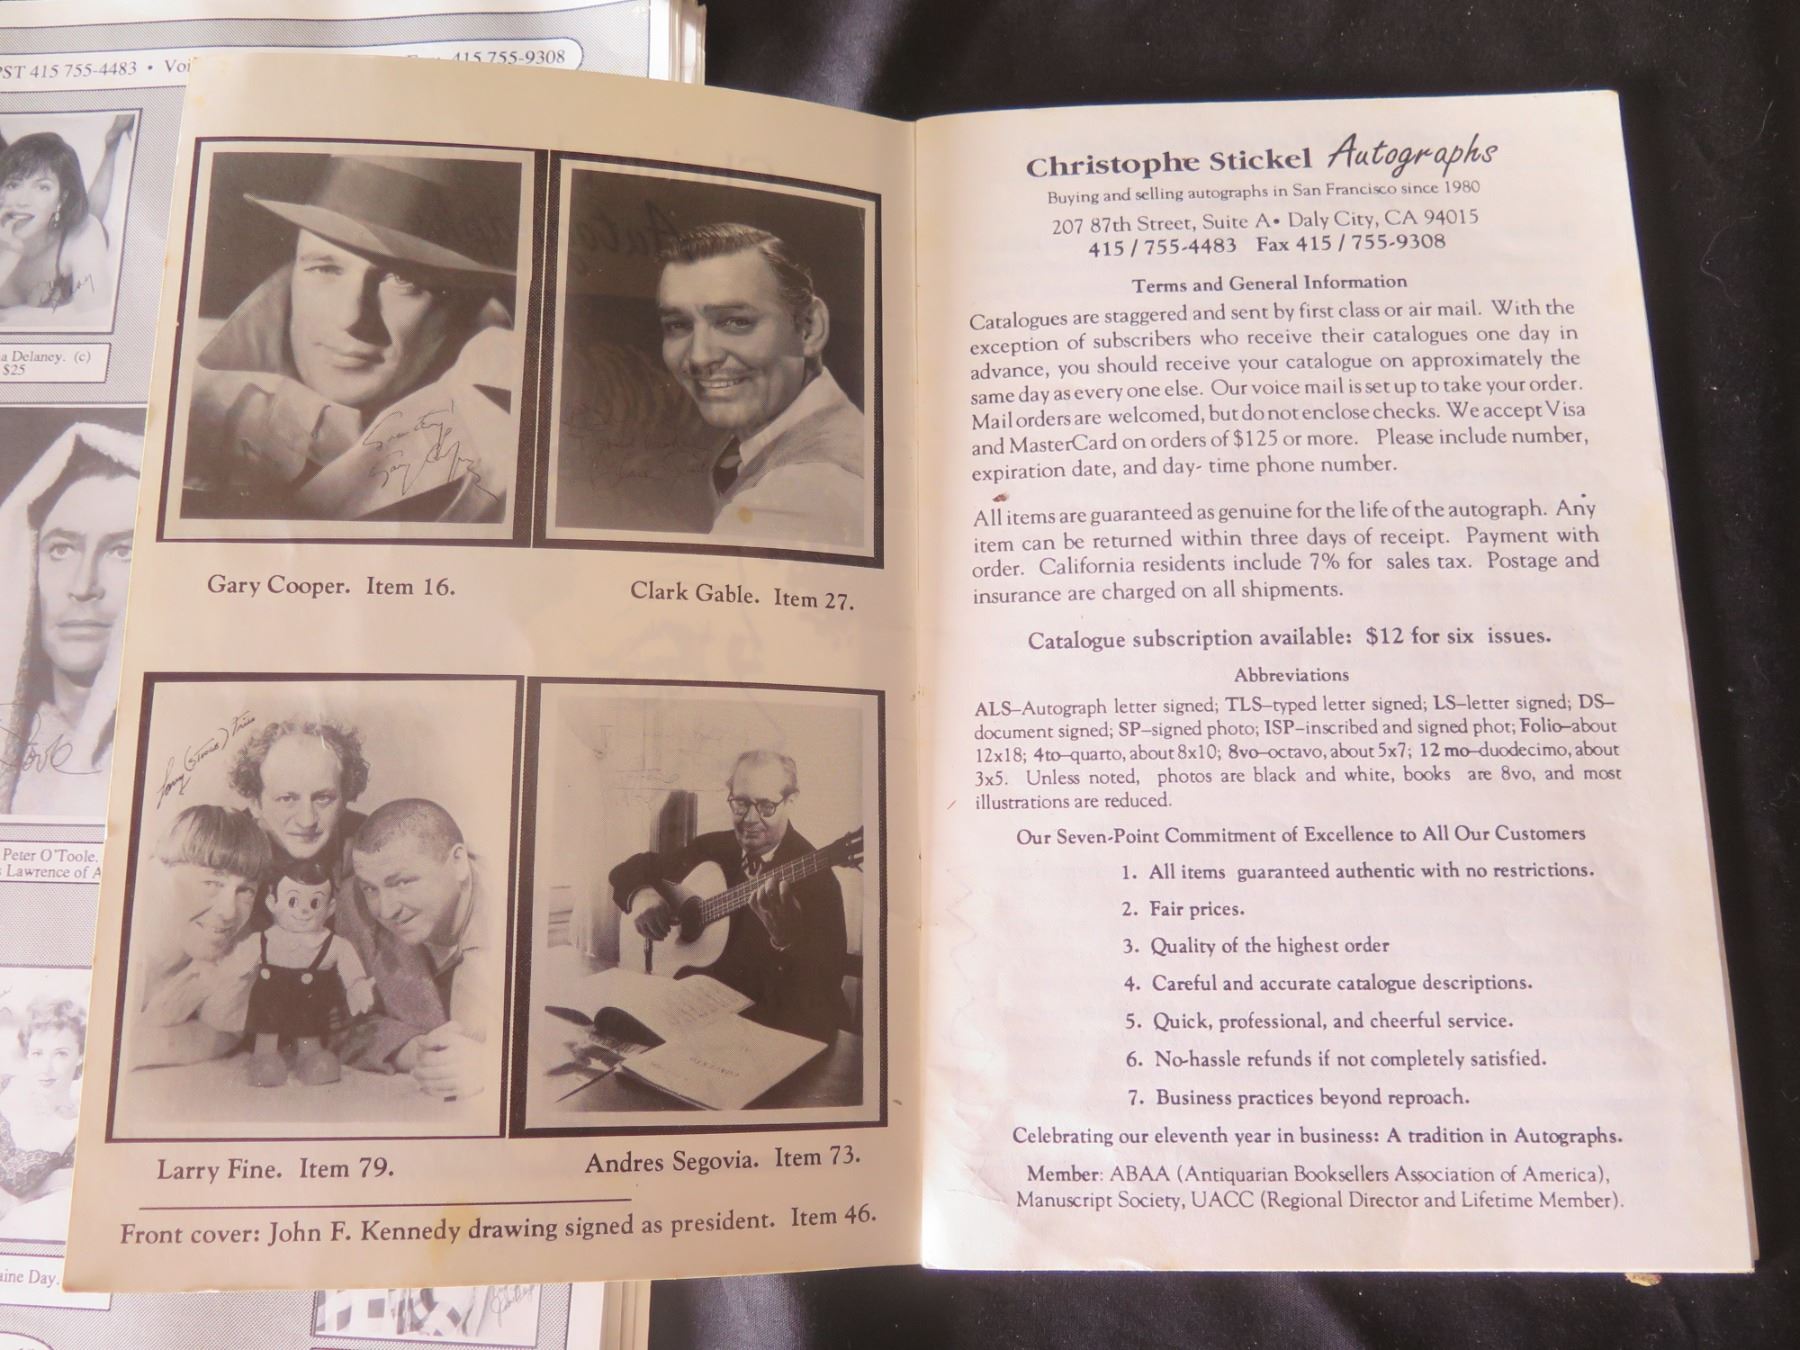 PST 415 755-4483 • Voi
415 755-9308
a Delaney. (c)
$25
Love
Peter O'Toole.
s Lawrence of A
aine Day.
Gary Cooper. Item 16.
Clark Gable. Item 27.
Larry (Stooge) Fine
Larry Fine. Item 79.
Andres Segovia. Item 73.
Front cover: John F. Kennedy drawing signed as president. Item 46.
Christophe Stickel Autographs
Buying and selling autographs in San Francisco since 1980
207 87th Street, Suite A• Daly City, CA 94015
415 / 755-4483 Fax 415 / 755-9308
Terms and General Information
Catalogues are staggered and sent by first class or air mail. With the
exception of subscribers who receive their catalogues one day in
advance, you should receive your catalogue on approximately the
same day as every one else. Our voice mail is set up to take your order.
Mail orders are welcomed, but do not enclose checks. We accept Visa
and MasterCard on orders of $125 or more. Please include number,
expiration date, and day- time phone number.
All items are guaranteed as genuine for the life of the autograph. Any
item can be returned within three days of receipt. Payment with
order. California residents include 7% for sales tax. Postage and
insurance are charged on all shipments.
Catalogue subscription available: $12 for six issues.
Abbreviations
ALS–Autograph letter signed; TLS–typed letter signed; LS–letter signed; DS–
document signed; SP–signed photo; ISP–inscribed and signed phot; Folio–about
12x18; 4to–quarto, about 8x10; 8vo–octavo, about 5x7; 12 mo–duodecimo, about
3x5. Unless noted, photos are black and white, books are 8vo, and most
illustrations are reduced.
Our Seven-Point Commitment of Excellence to All Our Customers
1. All items guaranteed authentic with no restrictions.
2. Fair prices.
3. Quality of the highest order
4. Careful and accurate catalogue descriptions.
5. Quick, professional, and cheerful service.
6. No-hassle refunds if not completely satisfied.
7. Business practices beyond reproach.
Celebrating our eleventh year in business: A tradition in Autographs.
Member: ABAA (Antiquarian Booksellers Association of America),
Manuscript Society, UACC (Regional Director and Lifetime Member).